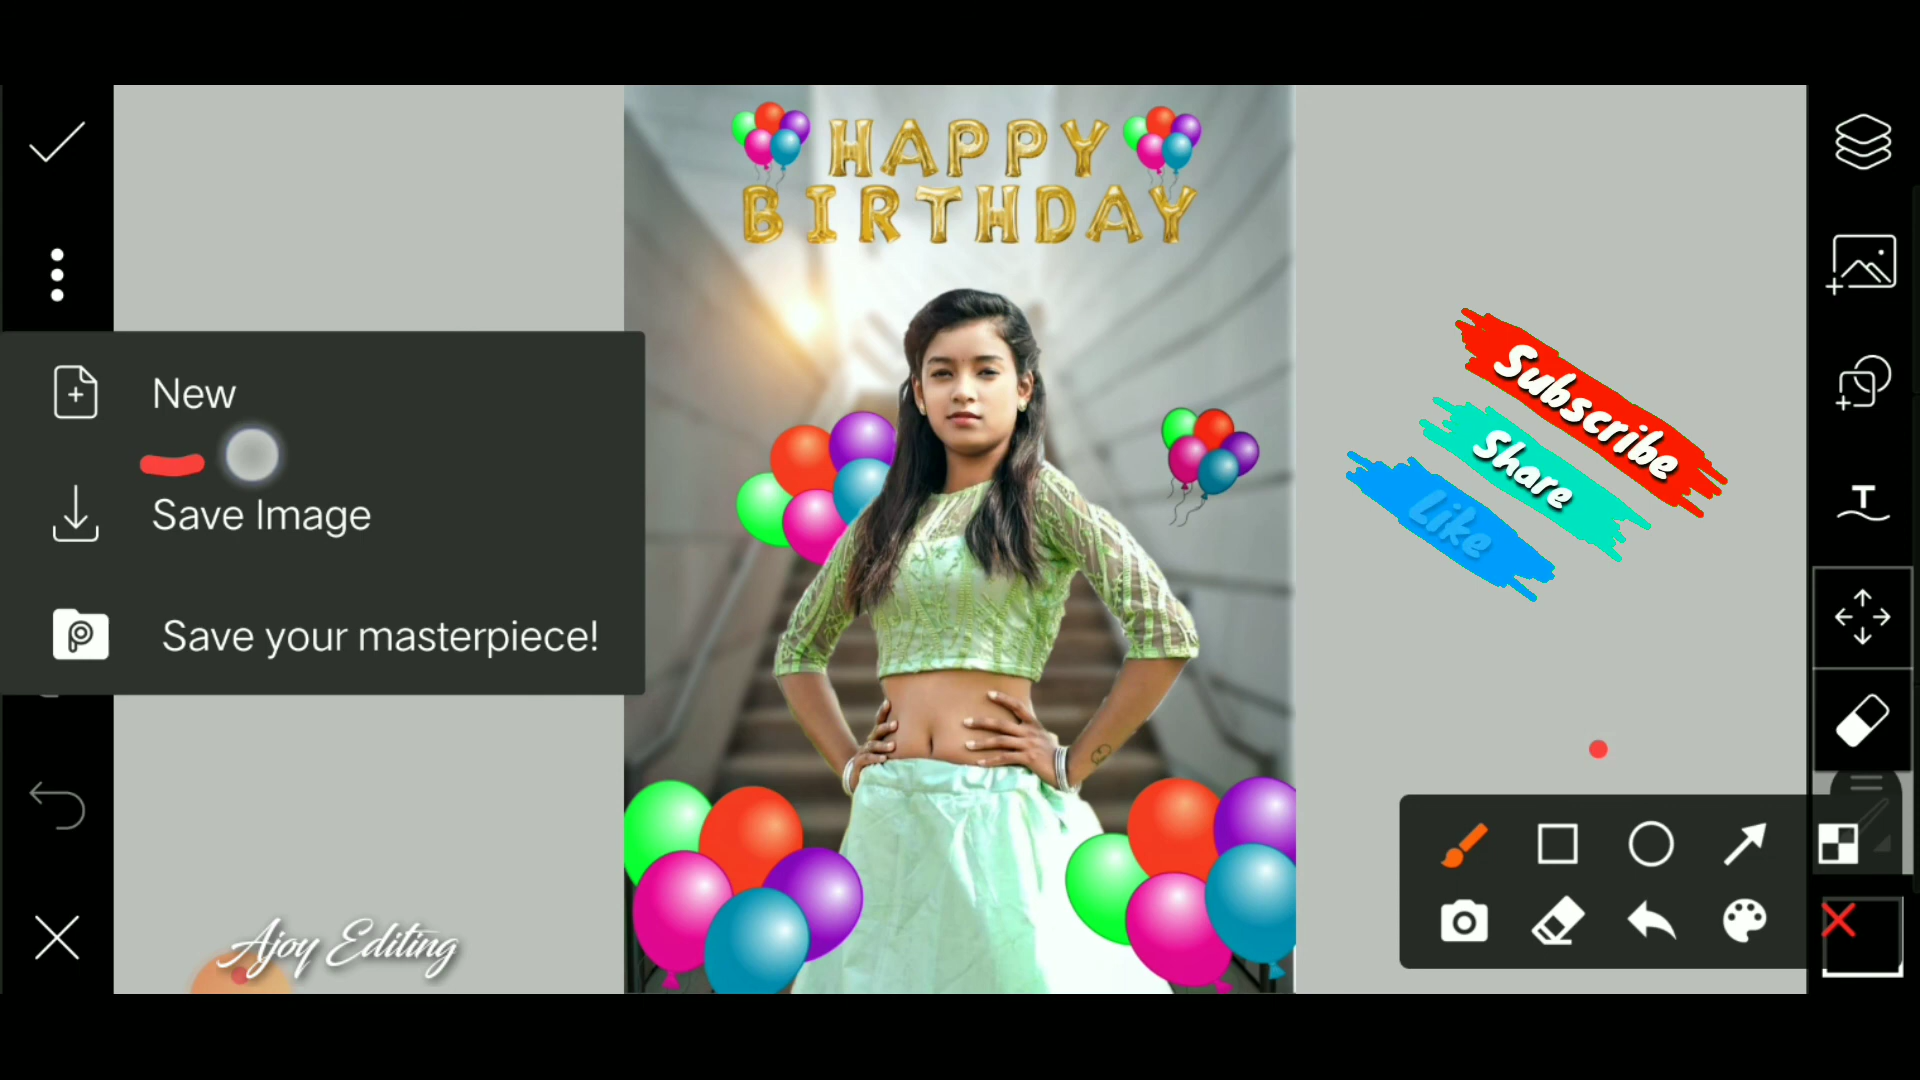 HAPPY
BIRTHDAY
New
Save Image
Save your masterpiece!
Subscribe
Share
Like
T
Ajoy Editing